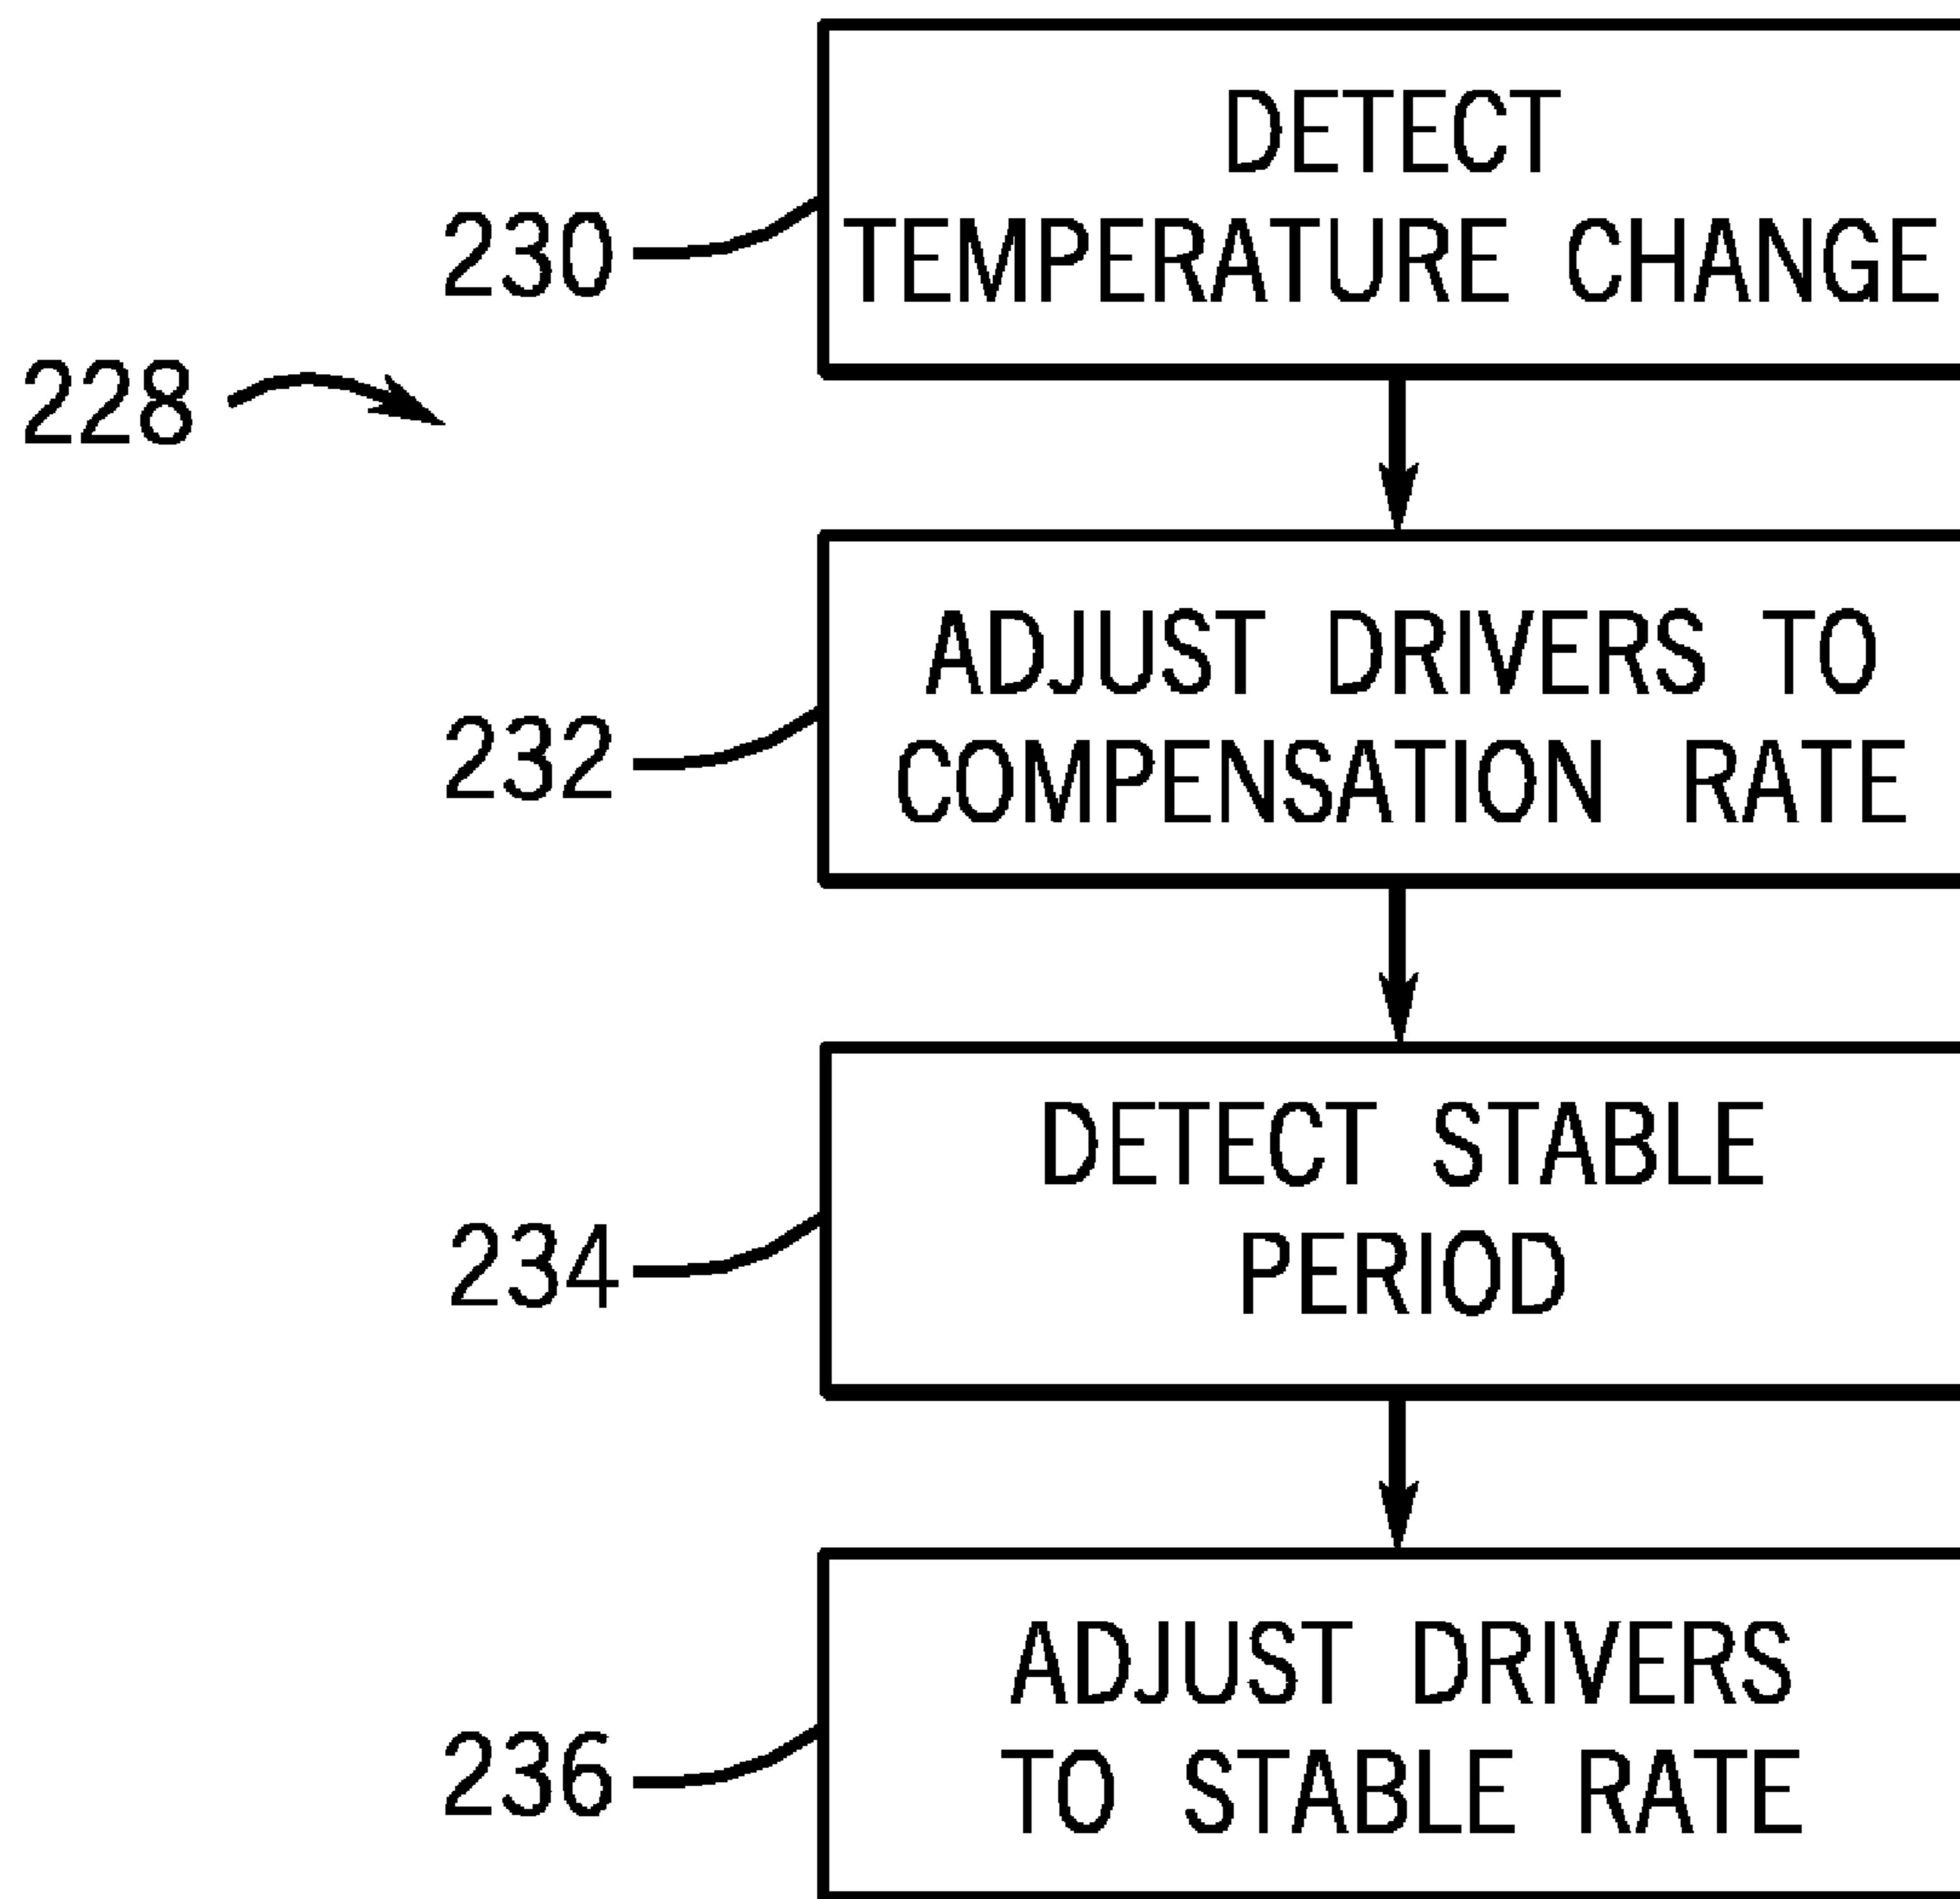 DETECT
TEMPERATURE CHANGE
230
228
ADJUST DRIVERS TO
COMPENSATION RATE
232
DETECT STABLE
PERIOD
234
ADJUST DRIVERS
TO STABLE RATE
236